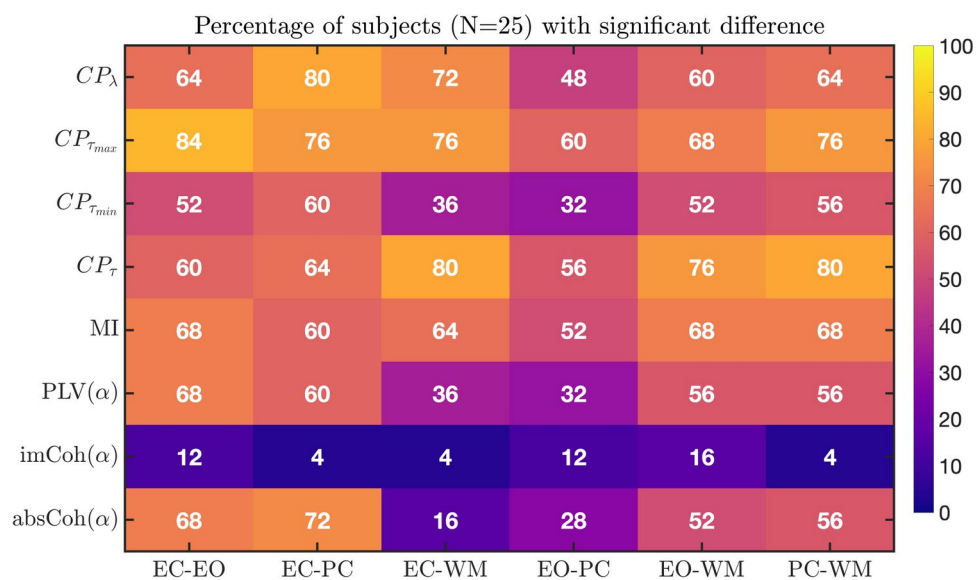 Percentage of subjects (N=25) with significant difference
CP_λ 64 80 72 48 60 64
CP_τ_max 84 76 76 60 68 76
CP_τ_min 52 60 36 32 52 56
CP_τ 60 64 80 56 76 80
MI 68 60 64 52 68 68
PLV(α) 68 60 36 32 56 56
imCoh(α) 12 4 4 12 16 4
absCoh(α) 68 72 16 28 52 56
EC-EO EC-PC EC-WM EO-PC EO-WM PC-WM
100
90
80
70
60
50
40
30
20
10
0